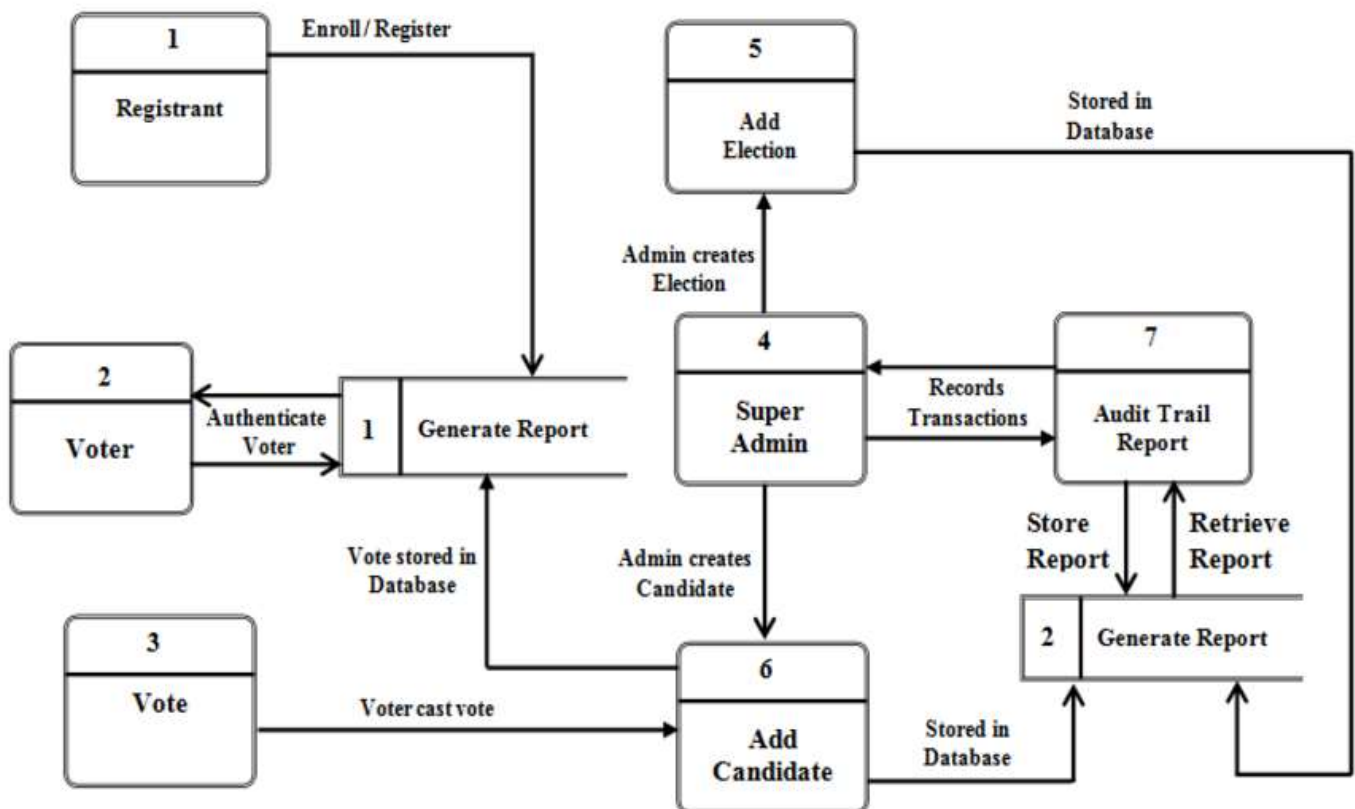 1
Registrant
Enroll / Register
5
Add
Election
Stored in
Database
Admin creates
Election
2
Voter
Authenticate
Voter
1
Generate Report
4
Super
Admin
Records
Transactions
7
Audit Trail
Report
Vote stored in
Database
Admin creates
Candidate
Store
Report
Retrieve
Report
2
Generate Report
3
Vote
Voter cast vote
6
Add
Candidate
Stored in
Database